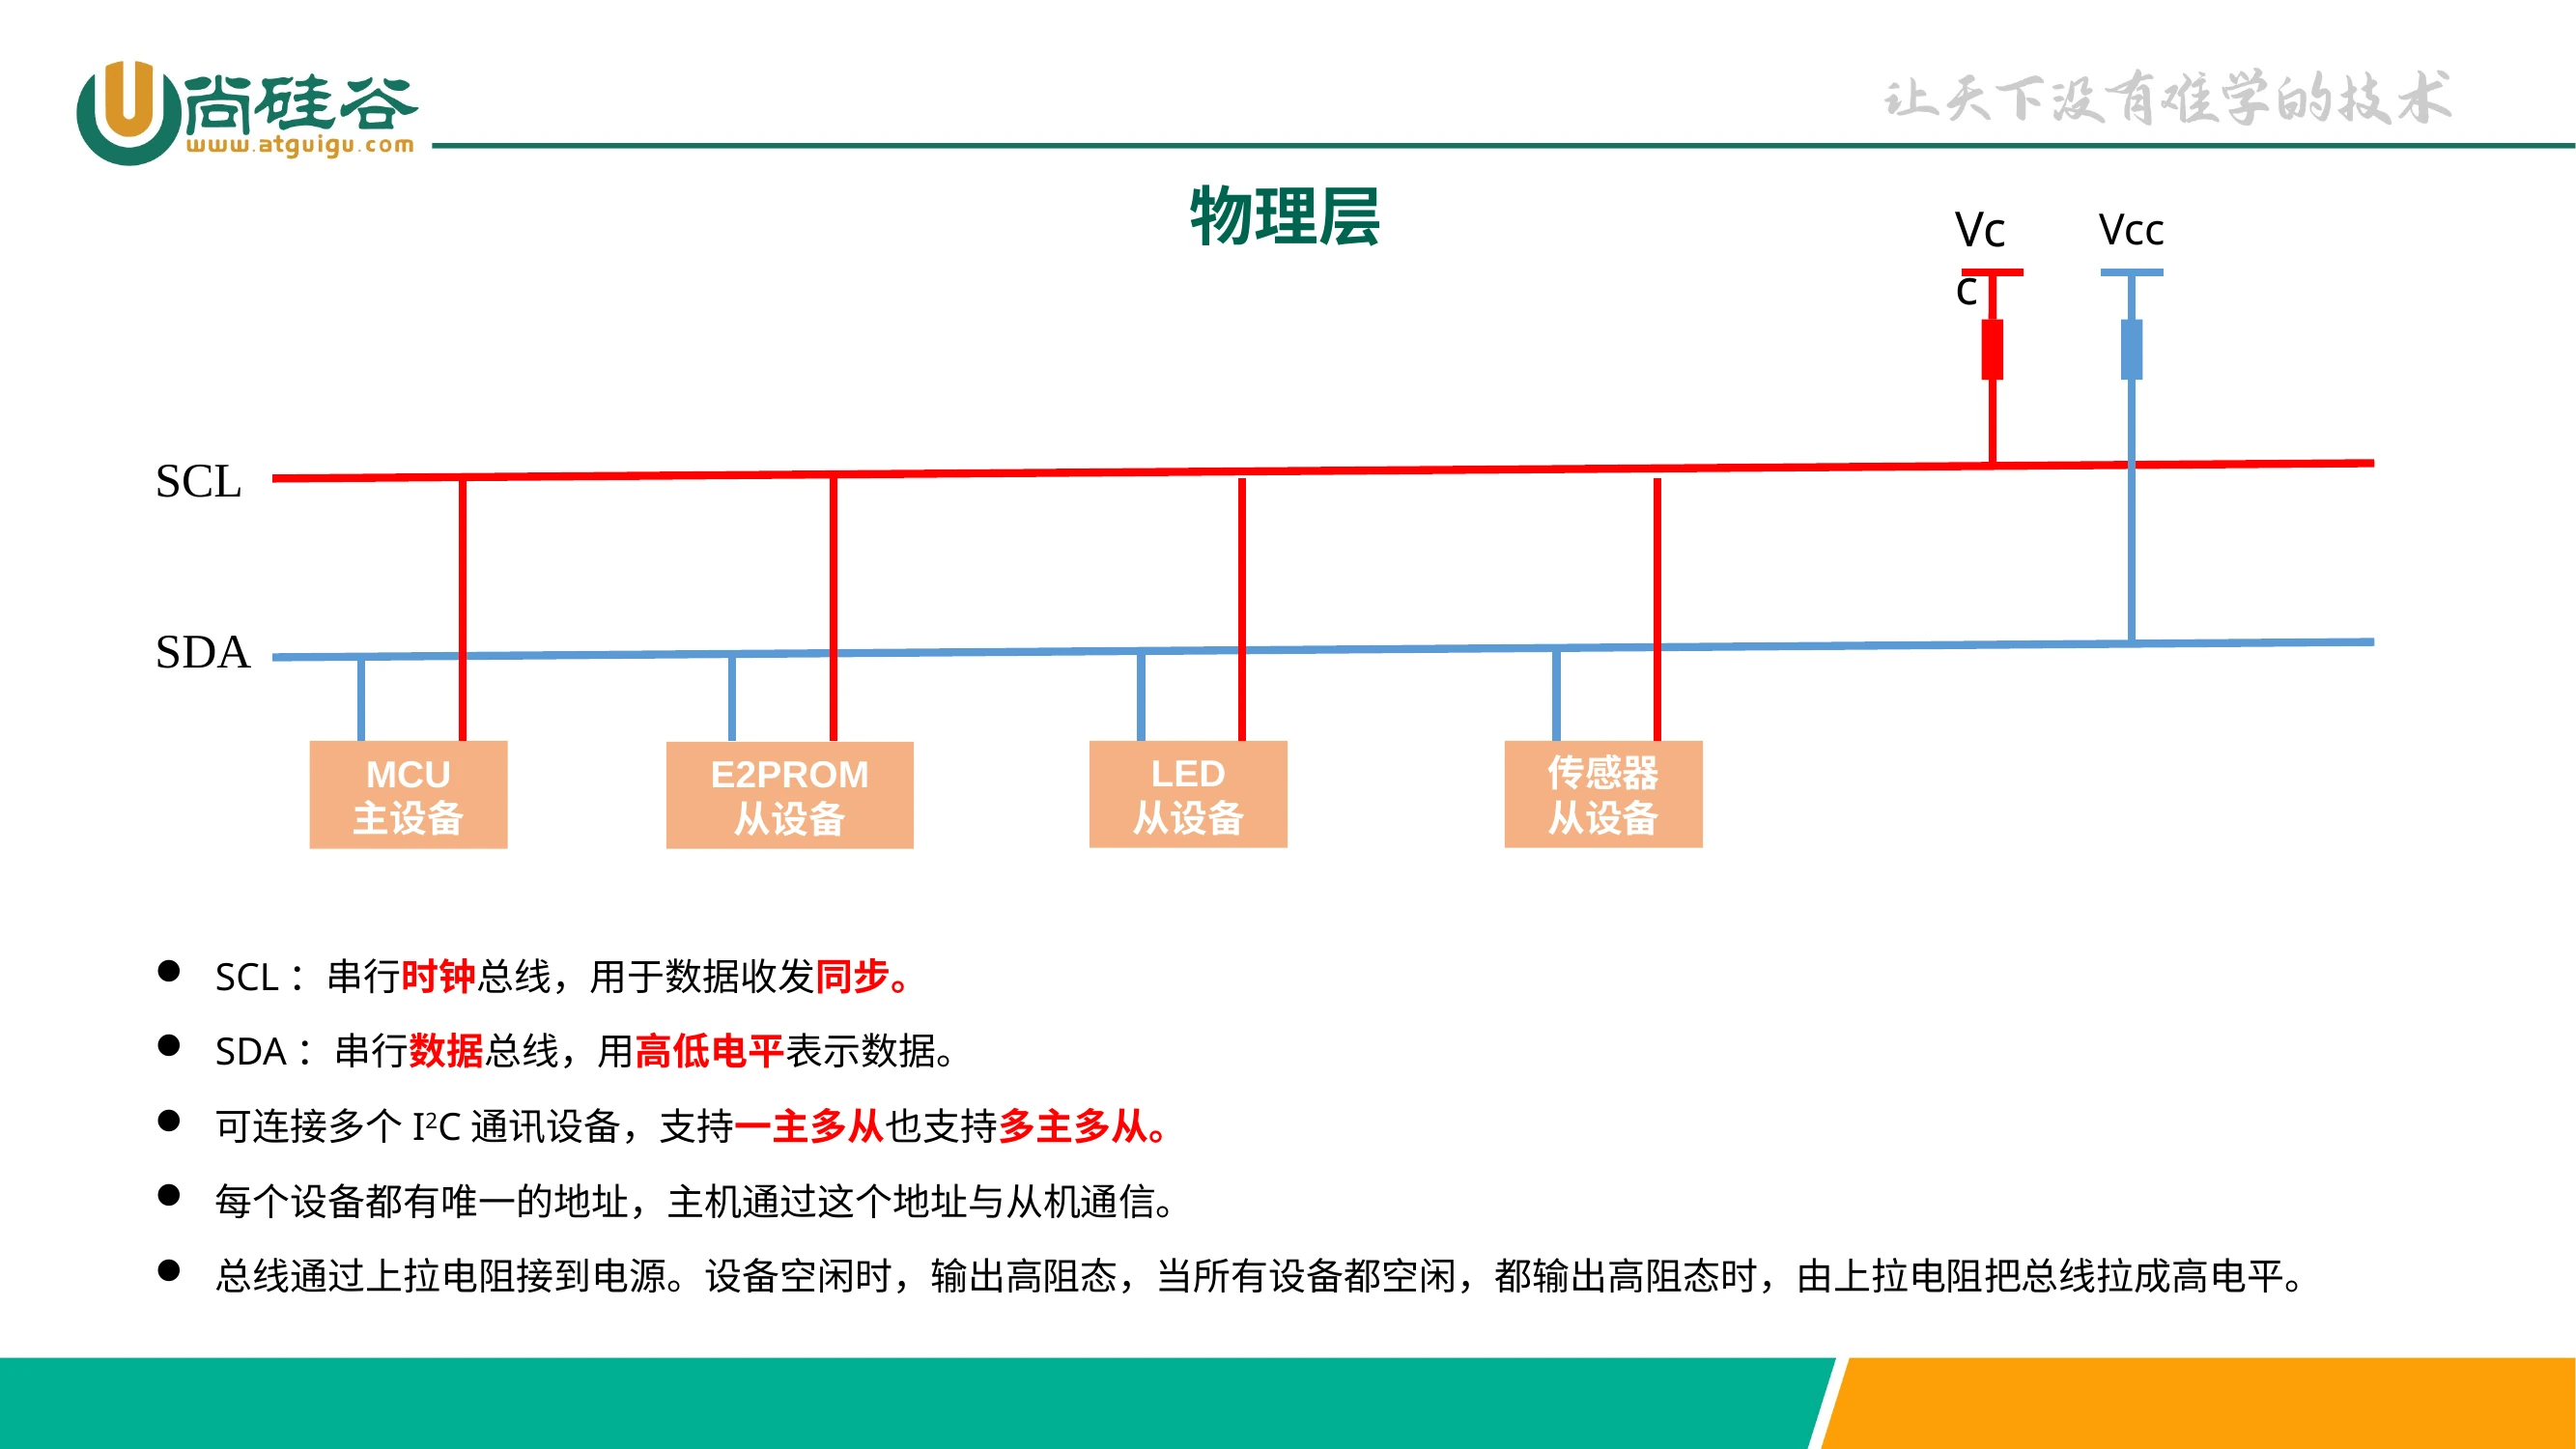 尚硅谷
www.atguigu.com
让天下没有难学的技术
物理层
Vc
c
Vcc
SCL
SDA
MCU
主设备
E2PROM
从设备
LED
从设备
传感器
从设备
● SCL：串行时钟总线，用于数据收发同步。
● SDA：串行数据总线，用高低电平表示数据。
● 可连接多个 I²C 通讯设备，支持一主多从也支持多主多从。
● 每个设备都有唯一的地址，主机通过这个地址与从机通信。
● 总线通过上拉电阻接到电源。设备空闲时，输出高阻态，当所有设备都空闲，都输出高阻态时，由上拉电阻把总线拉成高电平。